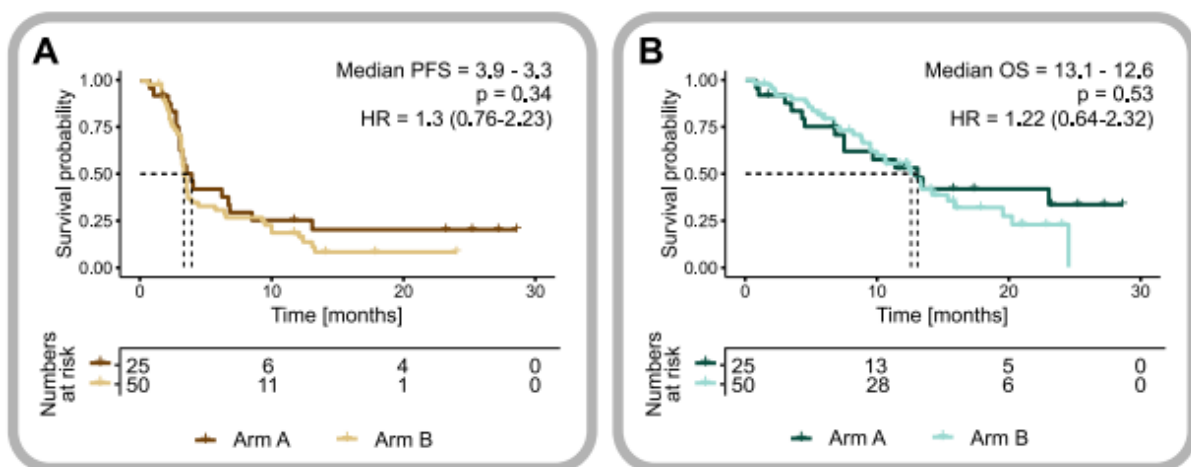 A
Median PFS = 3.9 - 3.3
p = 0.34
HR = 1.3 (0.76-2.23)
Survival probability
1.00
0.75
0.50
0.25
0.00
0 10 20 30
Time [months]
Numbers at risk
25 6 4 0
50 11 1 0
Arm A Arm B
B
Median OS = 13.1 - 12.6
p = 0.53
HR = 1.22 (0.64-2.32)
Survival probability
1.00
0.75
0.50
0.25
0.00
0 10 20 30
Time [months]
Numbers at risk
25 13 5 0
50 28 6 0
Arm A Arm B